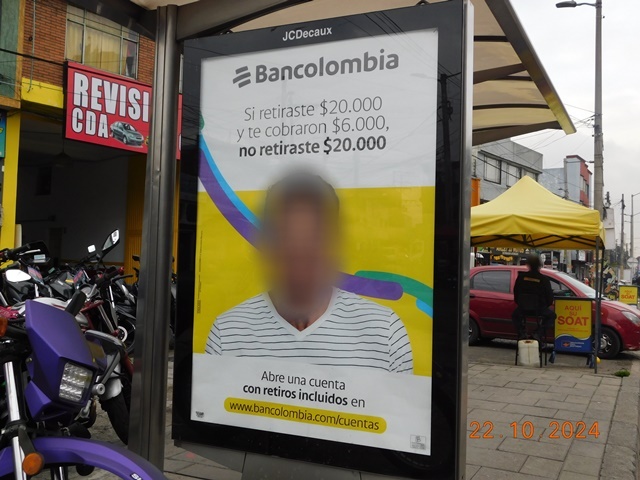 JCDecaux
Bancolombia
Si retiraste $20.000
y te cobraron $6.000,
no retiraste $20.000
REVISI
CDA
Abre una cuenta
con retiros incluidos en
www.bancolombia.com/cuentas
AQUI
SOAT
22 10 2024